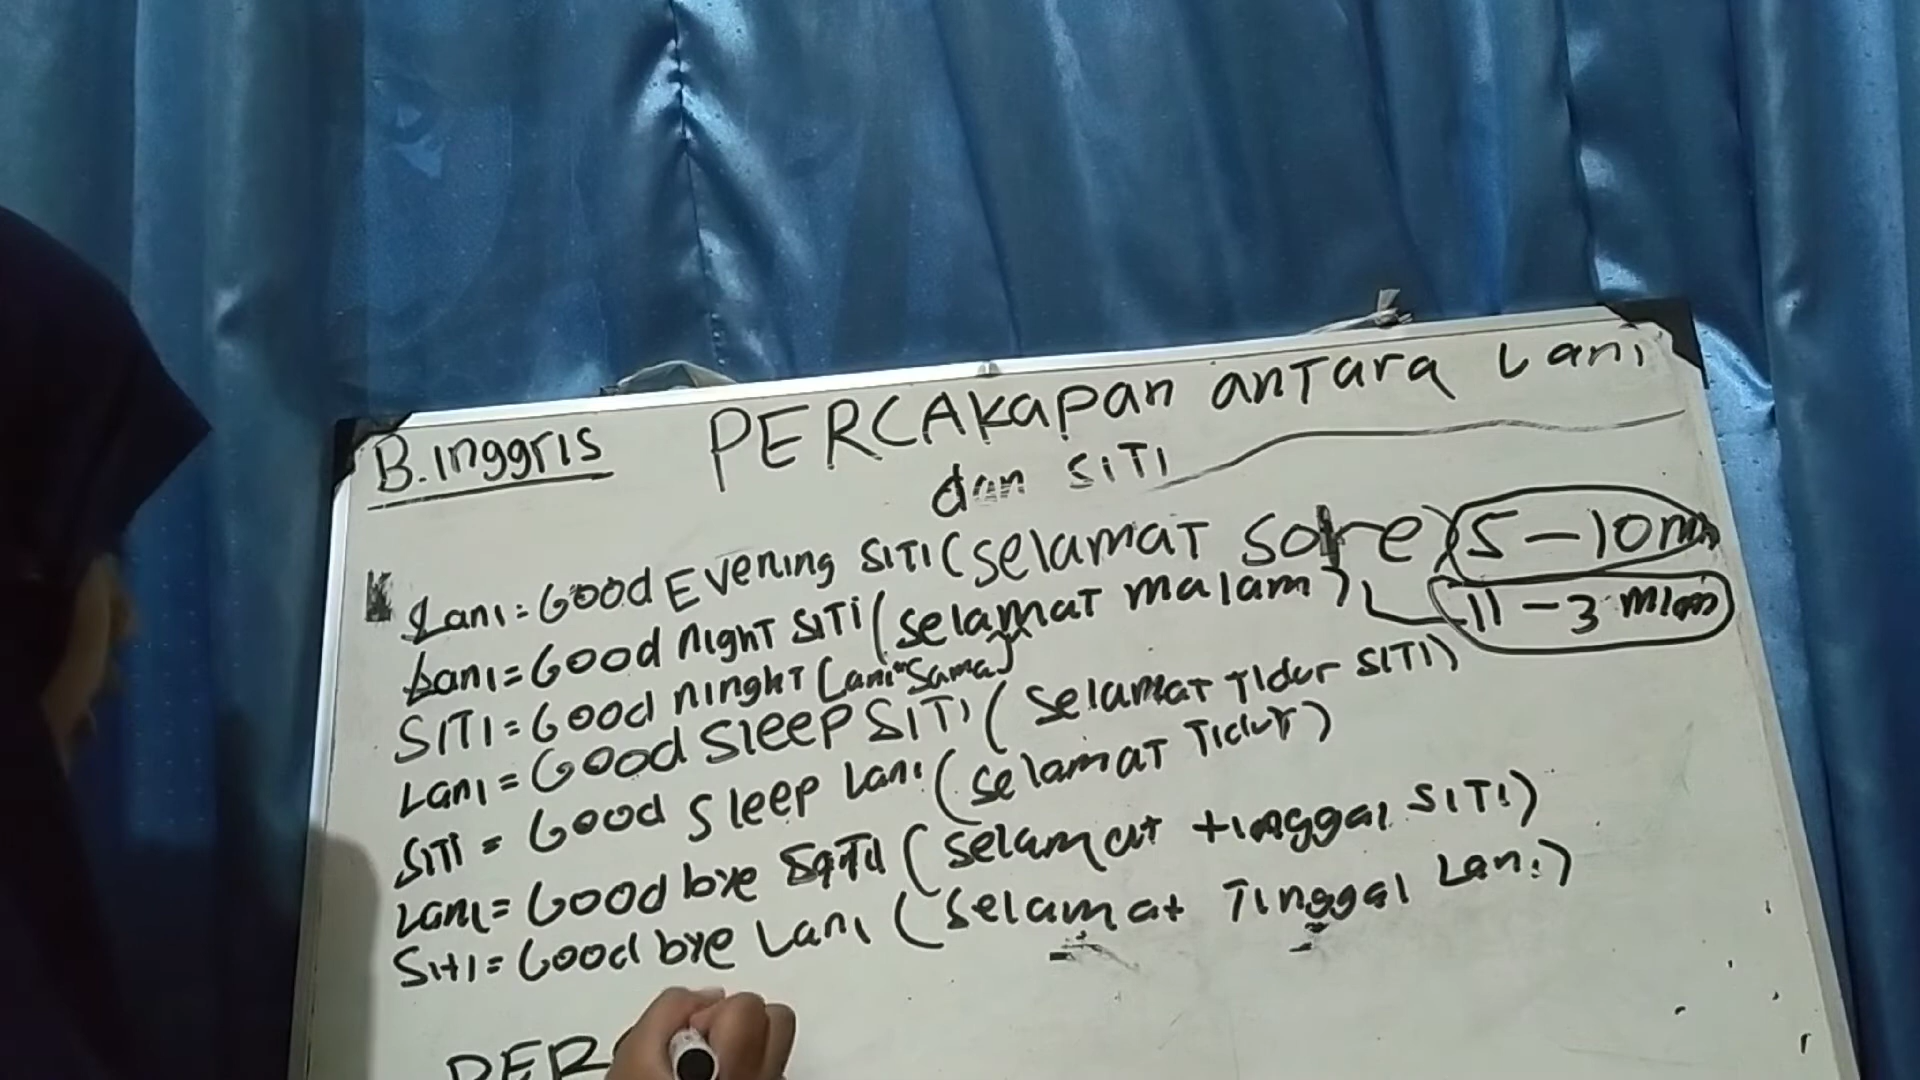 B.Inggris
PERCAKAPan anTara Lani
dan SiTi
Lani = Good Evening SITI (selamaT sore) 5 - 10 m
Lani = Good night SITI (selamaT malam) 11 - 3 mlam
SITI = Good ninghT Lani "sama"
Lani = Good sleep SITI (selamaT Tidur SITI)
SITI = Good sleep Lani (selamaT Tidur)
Lani = Good bye (selamat tinggal SITI)
Siti = Good bye Lani (selamat Tinggal Lani)
PER